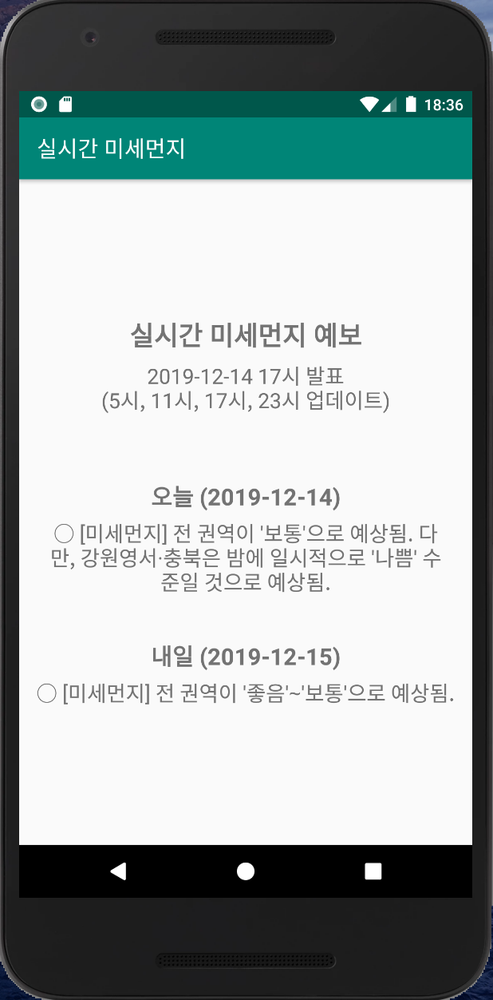 18:36
실시간 미세먼지
실시간 미세먼지 예보
2019-12-14 17시 발표
(5시, 11시, 17시, 23시 업데이트)
오늘 (2019-12-14)
○ [미세먼지] 전 권역이 '보통'으로 예상됨. 다
만, 강원영서·충북은 밤에 일시적으로 '나쁨' 수
준일 것으로 예상됨.
내일 (2019-12-15)
○ [미세먼지] 전 권역이 '좋음'~'보통'으로 예상됨.